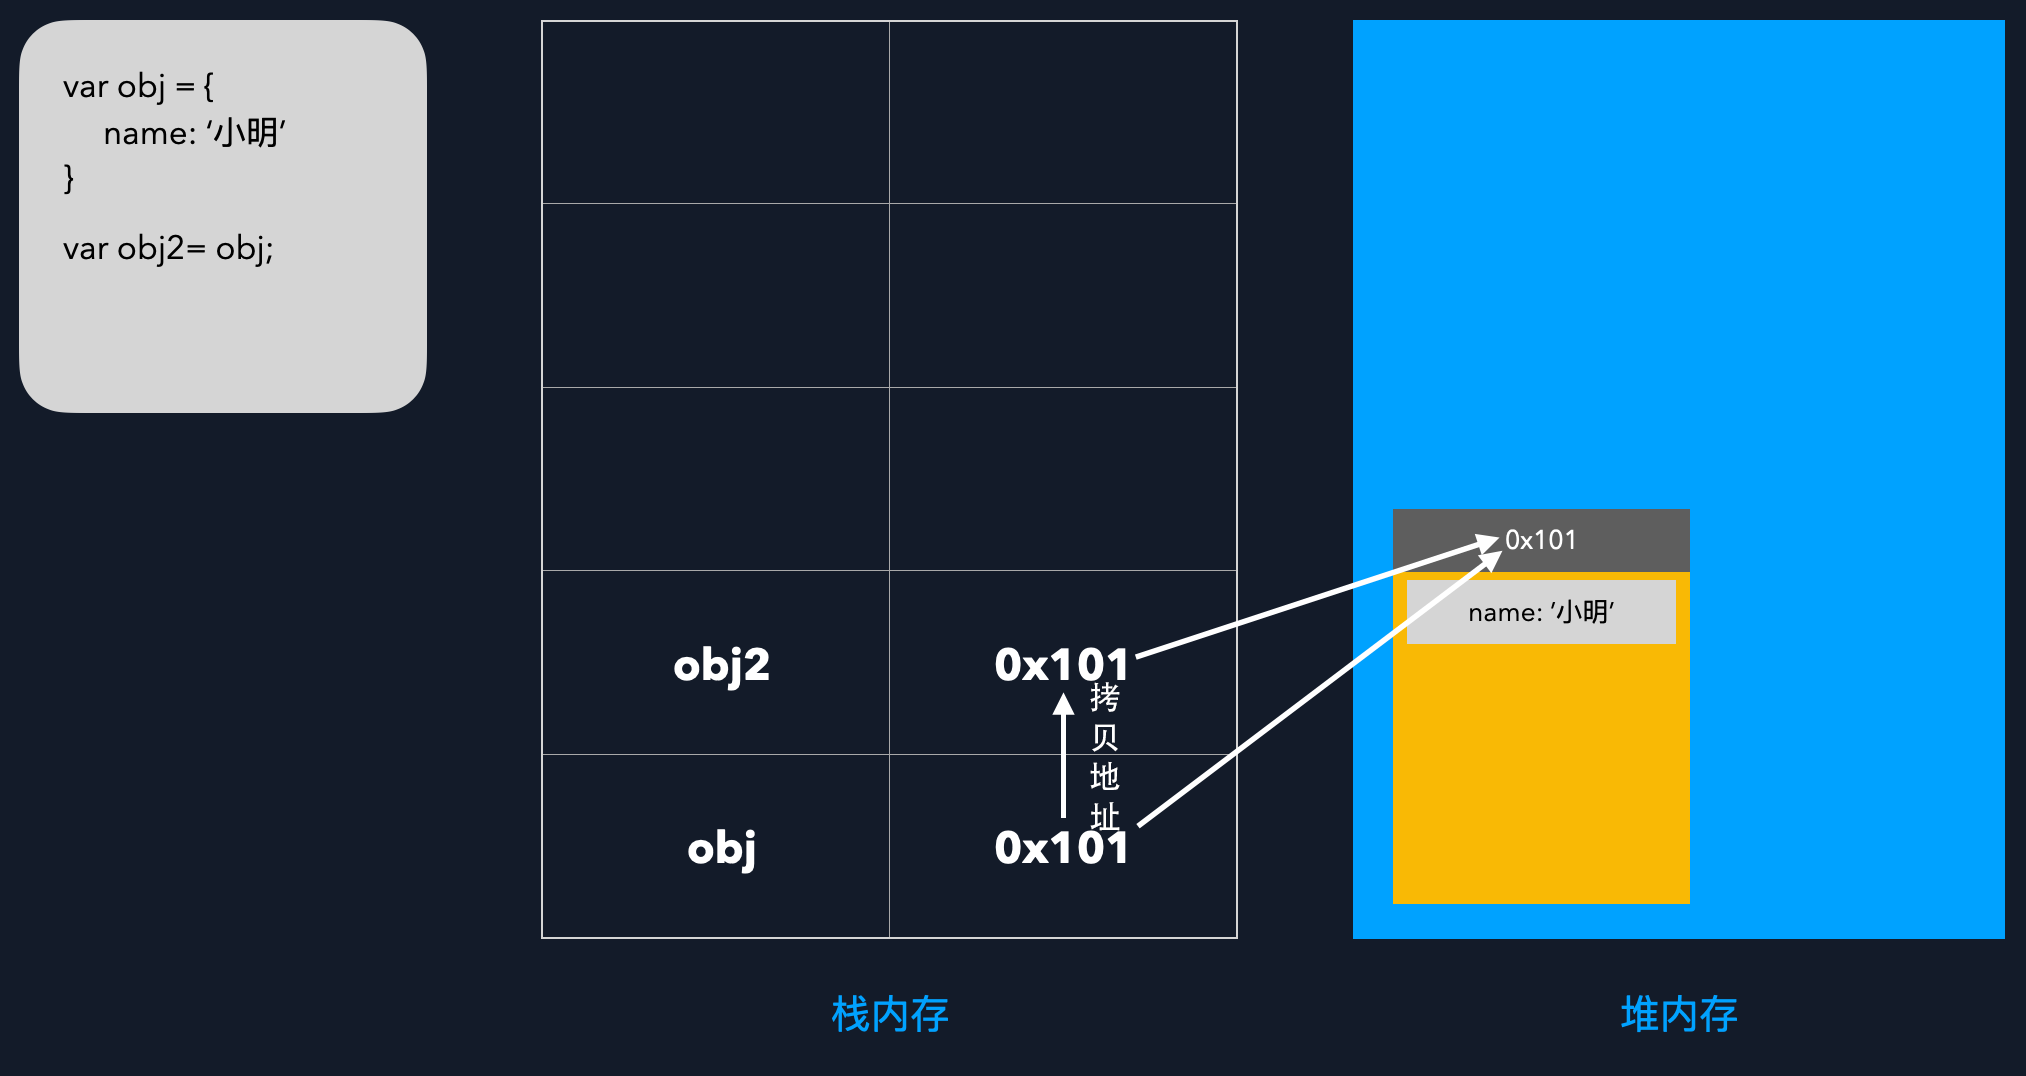 var obj = {
name: ‘小明’
}
var obj2= obj;
obj2
0x101
拷贝地址
obj
0x101
栈内存
0x101
name: ‘小明’
堆内存